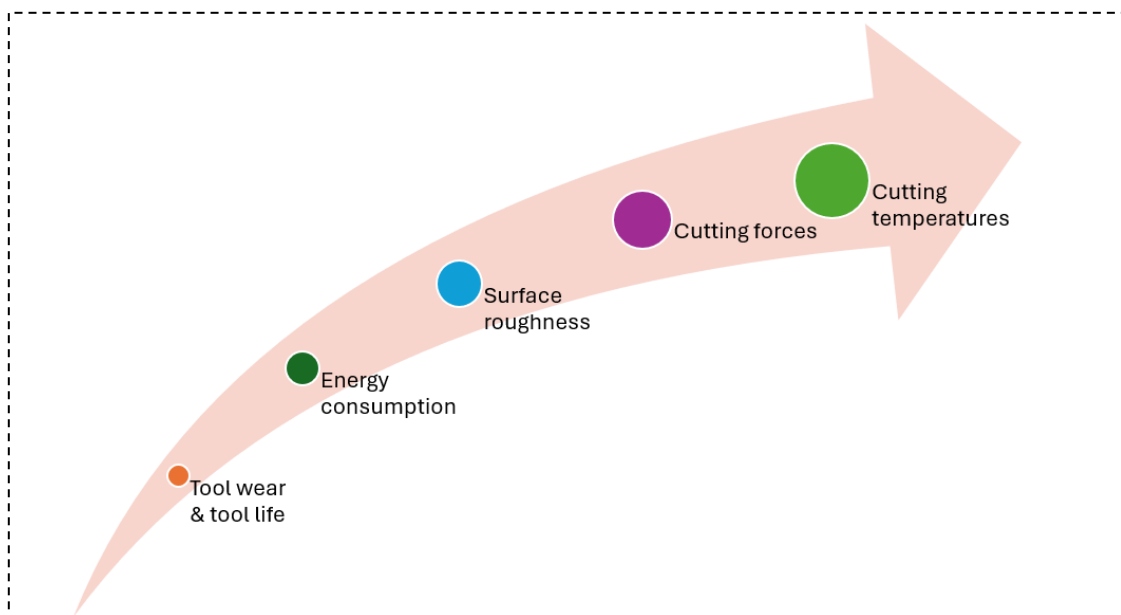 Tool wear
& tool life
Energy
consumption
Surface
roughness
Cutting forces
Cutting
temperatures